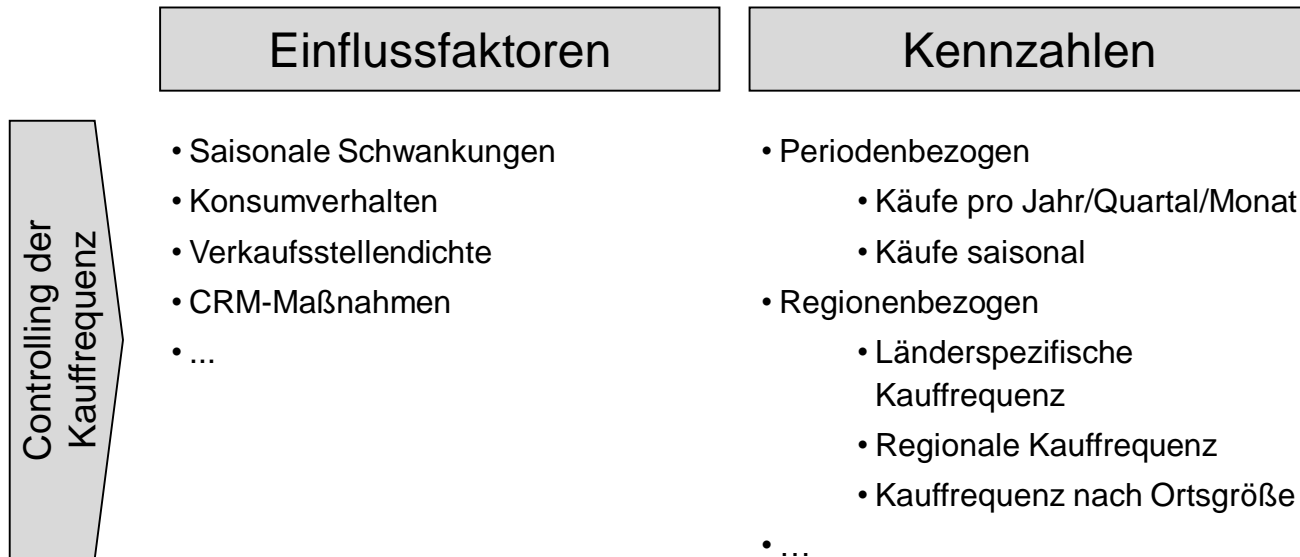 Einflussfaktoren
Kennzahlen
Controlling der
Kauffrequenz
• Saisonale Schwankungen
• Konsumverhalten
• Verkaufsstellendichte
• CRM-Maßnahmen
• ...
• Periodenbezogen
• Käufe pro Jahr/Quartal/Monat
• Käufe saisonal
• Regionenbezogen
• Länderspezifische
Kauffrequenz
• Regionale Kauffrequenz
• Kauffrequenz nach Ortsgröße
• ...